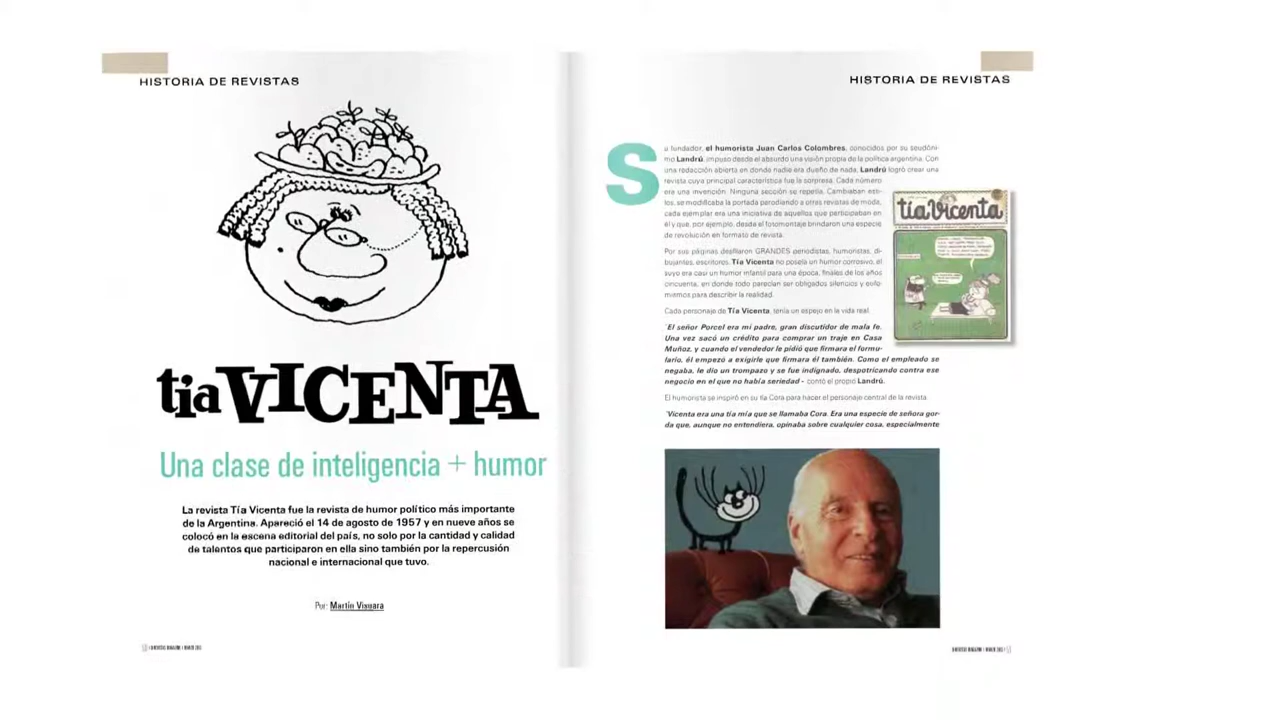 HISTORIA DE REVISTAS
tia VICENTA
Una clase de inteligencia + humor
La revista Tía Vicenta fue la revista de humor político más importante
de la Argentina. Apareció el 14 de agosto de 1957 y en nueve años se
colocó en la escena editorial del país, no solo por la cantidad y calidad
de talentos que participaron en ella sino también por la repercusión
nacional e internacional que tuvo.
Por:
HISTORIA DE REVISTAS
Su fundador, el humorista Juan Carlos Colombres, conocidos por su seudóni-
mo Landrú, impuso desde el absurdo una visión propia de la política argentina. Con
una redacción abierta en donde nadie era dueño de nada, Landrú logró crear una
revista cuya principal característica fue la sorpresa. Cada número
era una invención. Ninguna sección se repetía. Cambiaban esti-
los, se modificaba la portada parodiando a otras revistas de moda,
cada ejemplar era una iniciativa de aquellos que participaban en
él y que, por ejemplo, desde el fotomontaje brindaron una especie
de revolución en formato de revista.
Por sus páginas desfilaron GRANDES periodistas, humoristas, di-
bujantes, escritores. Tía Vicenta no poseía un humor corrosivo, el
suyo era casi un humor infantil para una época, finales de los años
cincuenta, en donde todo parecían ser obligados silencios y eufe-
mismos para describir la realidad.
Cada personaje de Tía Vicenta, tenía un espejo en la vida real.
"El señor Porcel era mi padre, gran discutidor de mala fe.
Una vez sacó un crédito para comprar un traje en Casa
Muñoz, y cuando el vendedor le pidió que firmara el formu-
lario, él empezó a exigirle que firmara él también. Como el empleado se
negaba, le dio un trompazo y se fue indignado, despotricando contra ese
negocio en el que no había seriedad - contó el propio Landrú.
El humorista se inspiró en su tía Cora para hacer el personaje central de la revista.
"Vicenta era una tía mía que se llamaba Cora. Era una especie de señora gor-
da que, aunque no entendiera, opinaba sobre cualquier cosa, especialmente
tía Vicenta